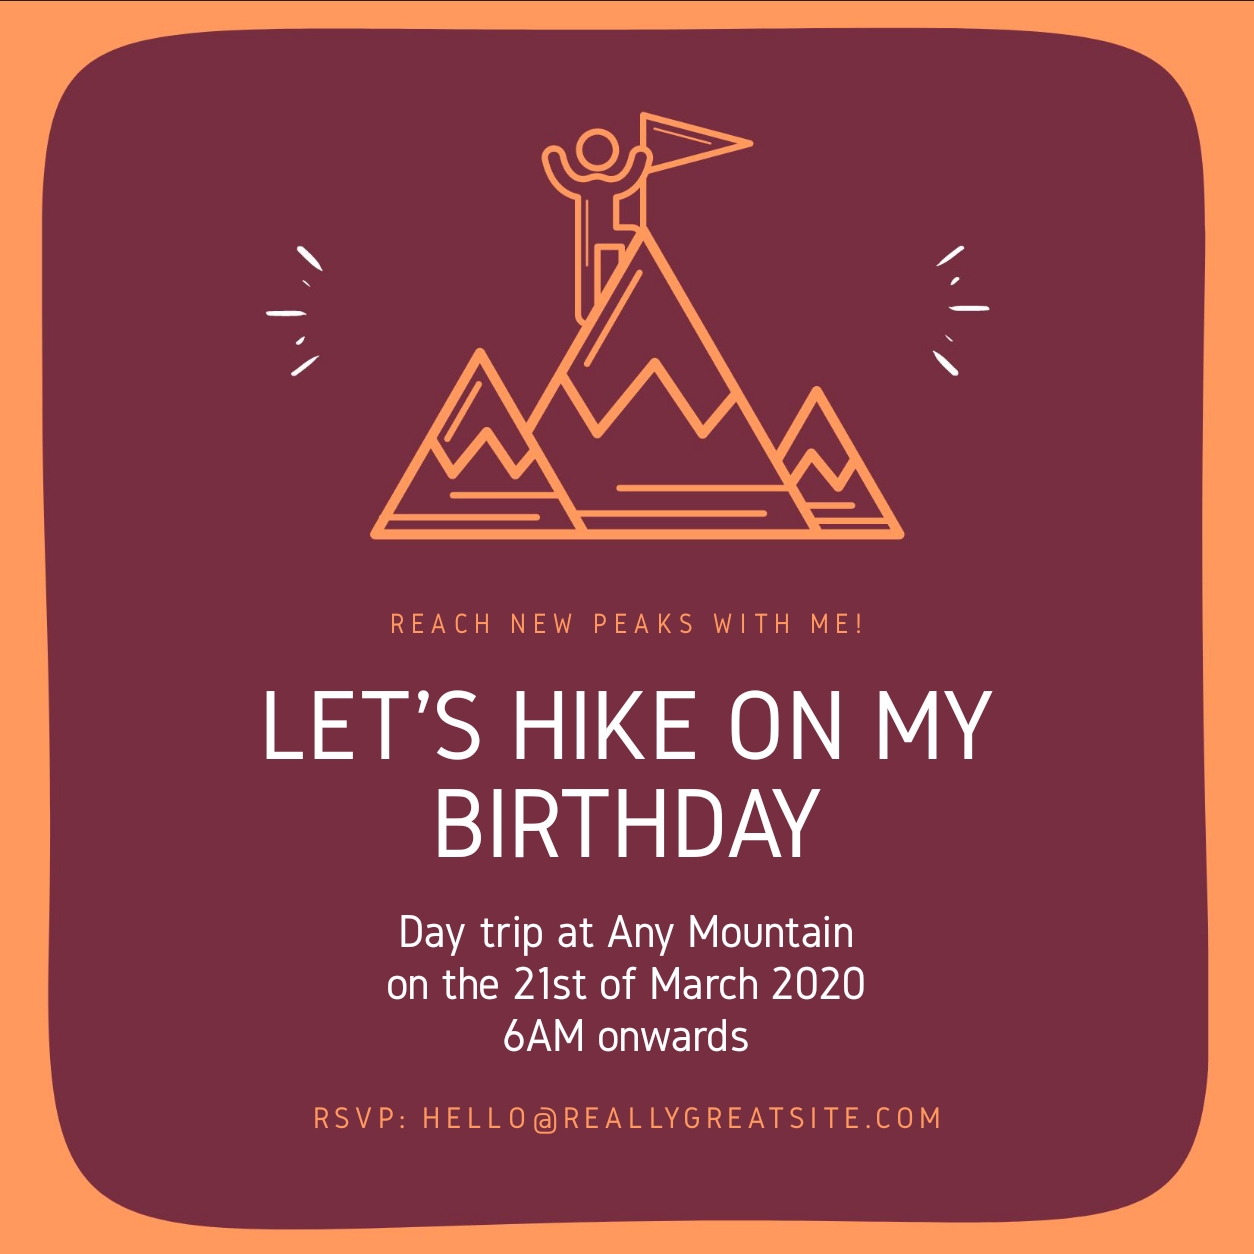 REACH NEW PEAKS WITH ME!
LET’S HIKE ON MY
BIRTHDAY
Day trip at Any Mountain
on the 21st of March 2020
6AM onwards
RSVP: HELLO@REALLYGREATSITE.COM